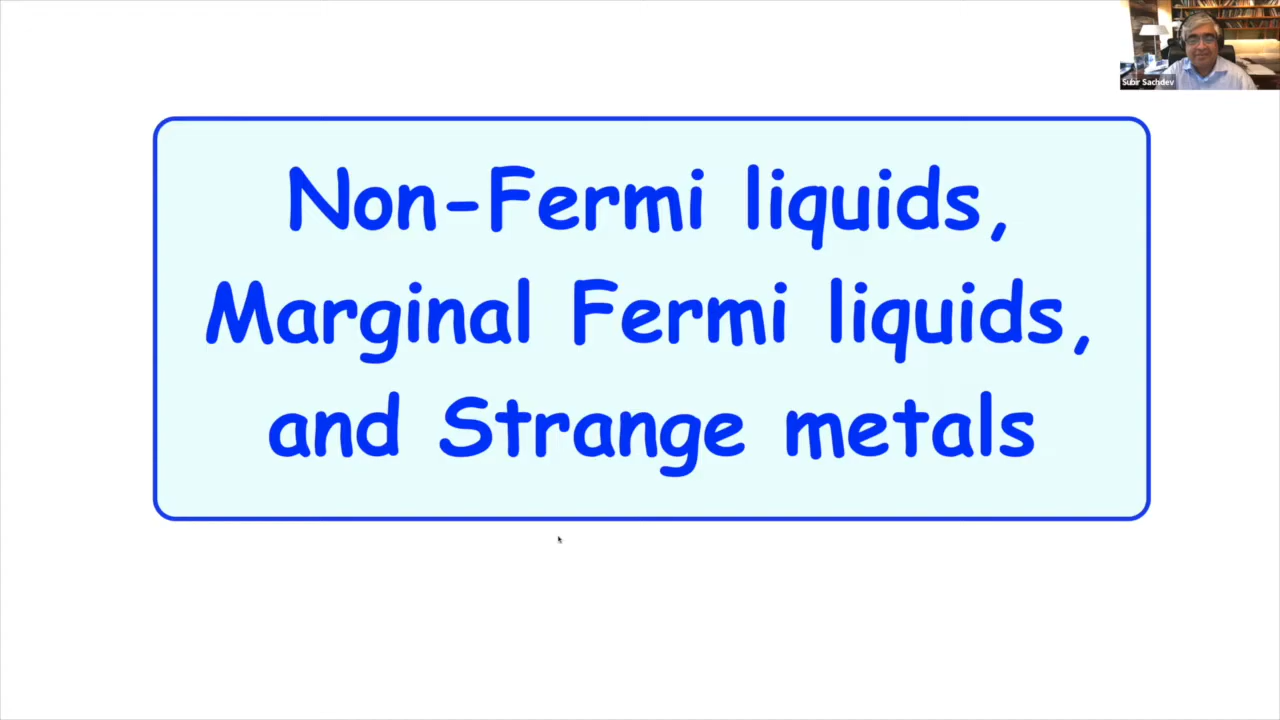 Subir Sachdev
Non-Fermi liquids,
Marginal Fermi liquids,
and Strange metals